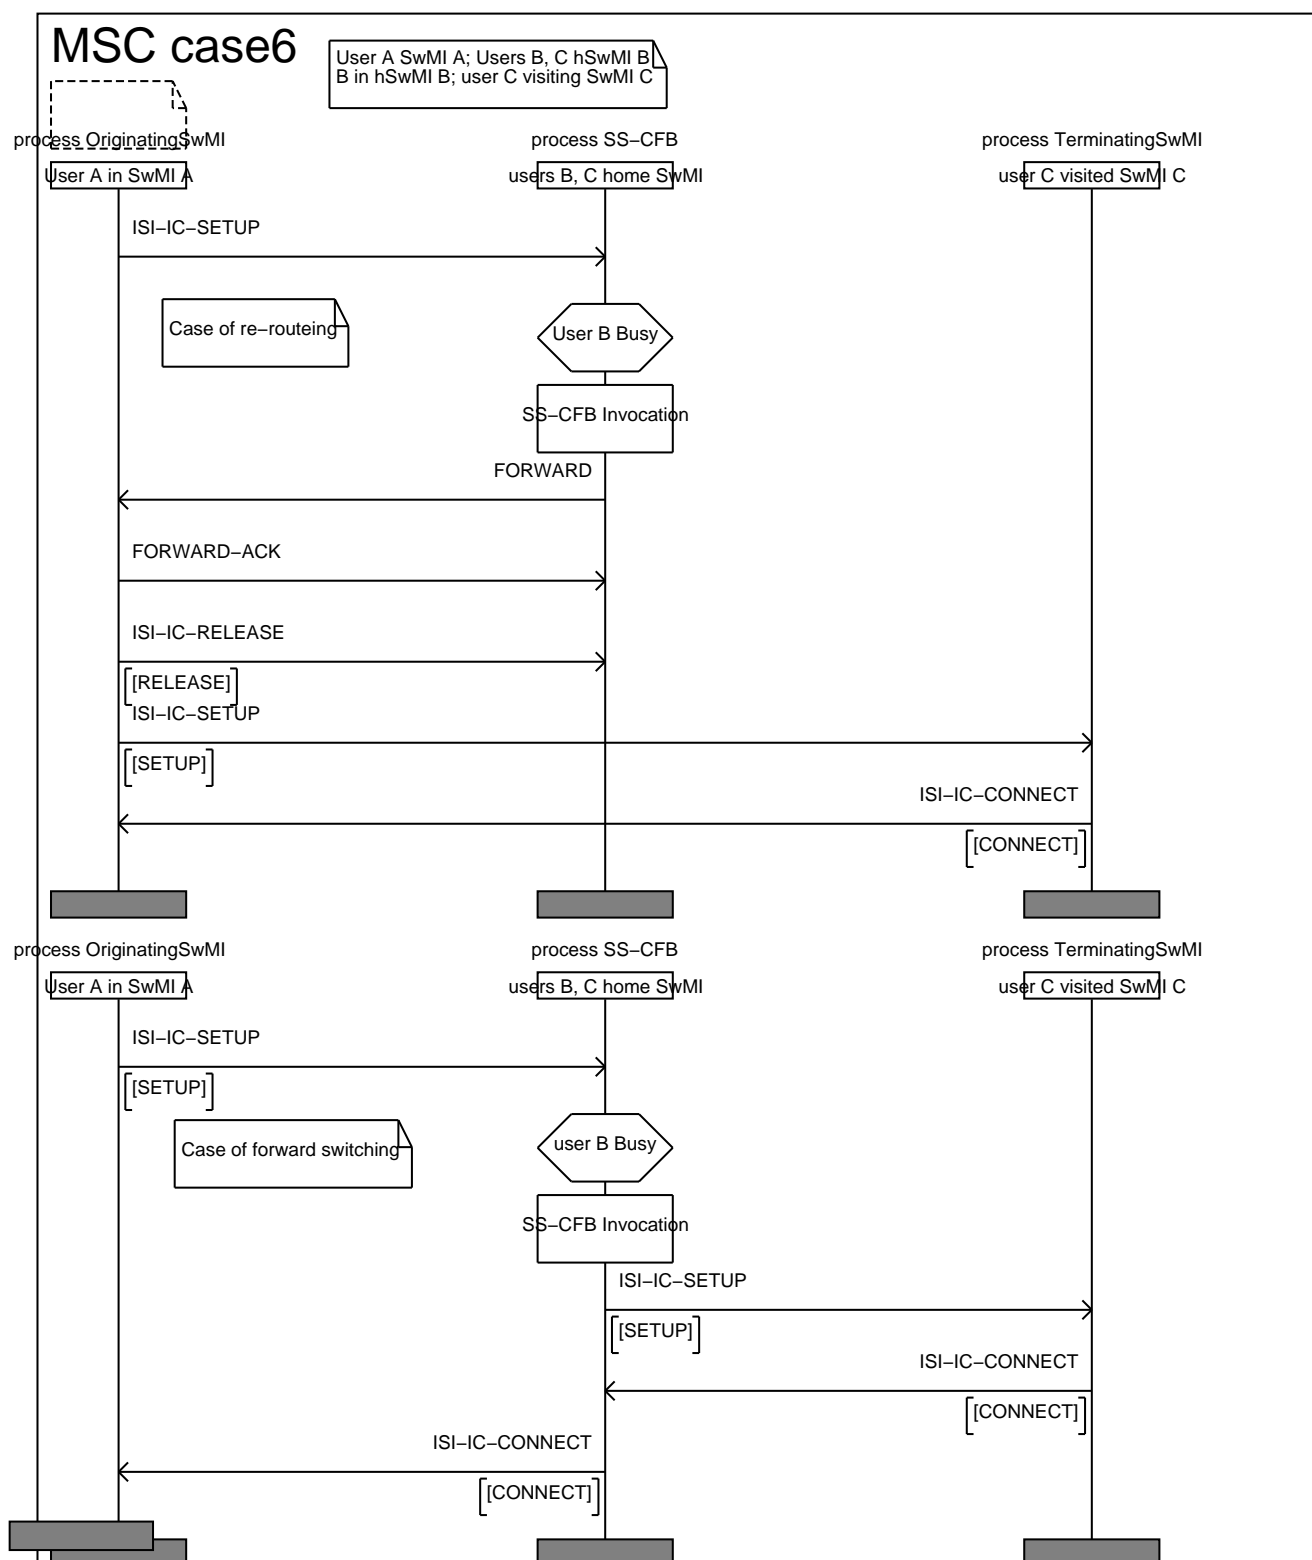 MSC case6
User A SwMI A; Users B, C hSwMI B
B in hSwMI B; user C visiting SwMI C
process OriginatingSwMI
process SS−CFB
process TerminatingSwMI
User A in SwMI A
users B, C home SwMI
user C visited SwMI C
ISI−IC−SETUP
Case of re−routeing
User B Busy
SS−CFB Invocation
FORWARD
FORWARD−ACK
ISI−IC−RELEASE
[RELEASE]
ISI−IC−SETUP
[SETUP]
ISI−IC−CONNECT
[CONNECT]
process OriginatingSwMI
process SS−CFB
process TerminatingSwMI
User A in SwMI A
users B, C home SwMI
user C visited SwMI C
ISI−IC−SETUP
[SETUP]
Case of forward switching
user B Busy
SS−CFB Invocation
ISI−IC−SETUP
[SETUP]
ISI−IC−CONNECT
[CONNECT]
ISI−IC−CONNECT
[CONNECT]